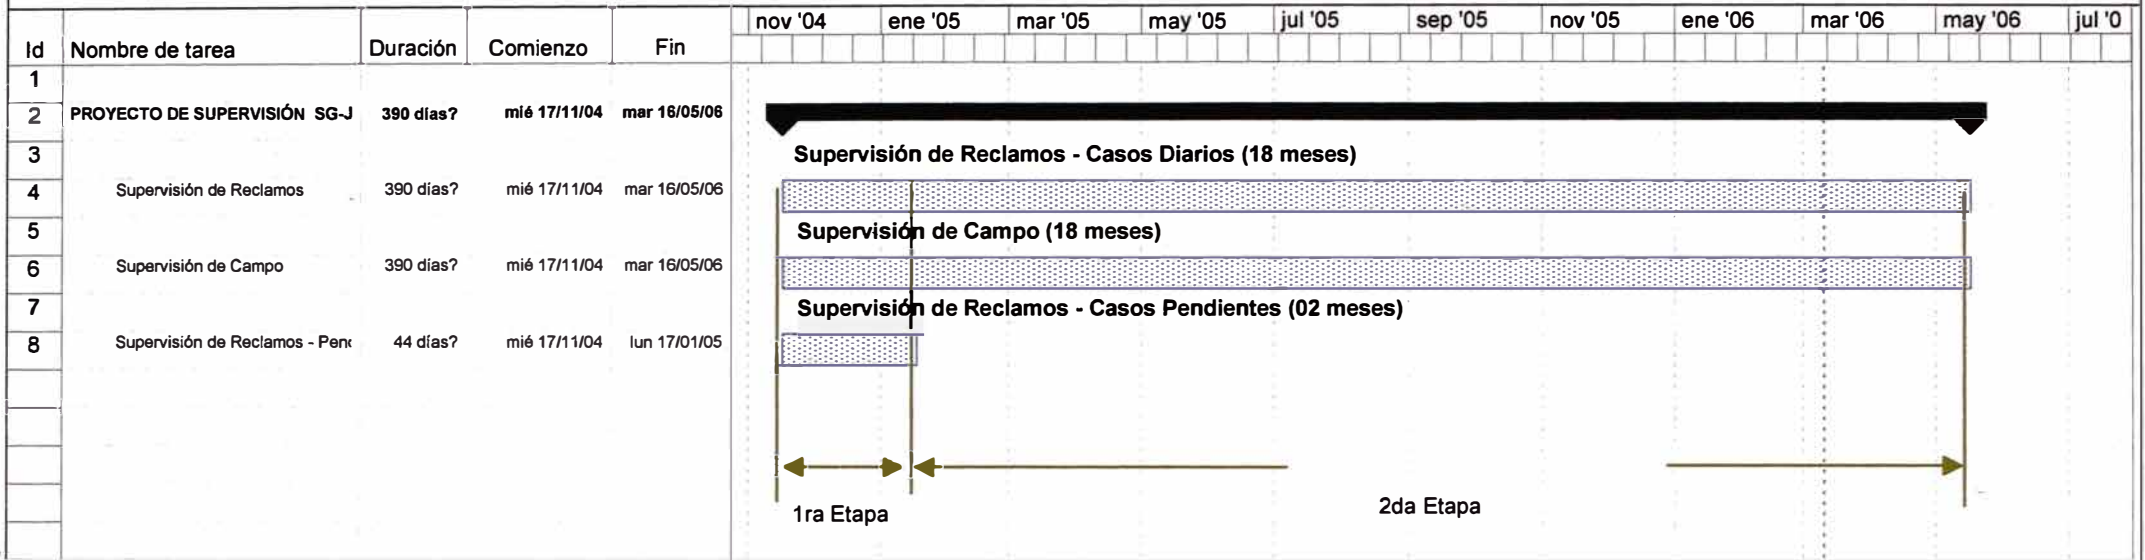 nov '04 ene '05 mar '05 may '05 jul '05 sep '05 nov '05 ene '06 mar '06 may '06 jul '0
Id Nombre de tarea Duración Comienzo Fin
1
2 PROYECTO DE SUPERVISIÓN SG-J 390 días? mié 17/11/04 mar 16/05/06
3 Supervisión de Reclamos - Casos Diarios (18 meses)
4 Supervisión de Reclamos 390 días? mié 17/11/04 mar 16/05/06
5 Supervisión de Campo (18 meses)
6 Supervisión de Campo 390 días? mié 17/11/04 mar 16/05/06
7 Supervisión de Reclamos - Casos Pendientes (02 meses)
8 Supervisión de Reclamos - Pend 44 días? mié 17/11/04 lun 17/01/05
1ra Etapa 2da Etapa